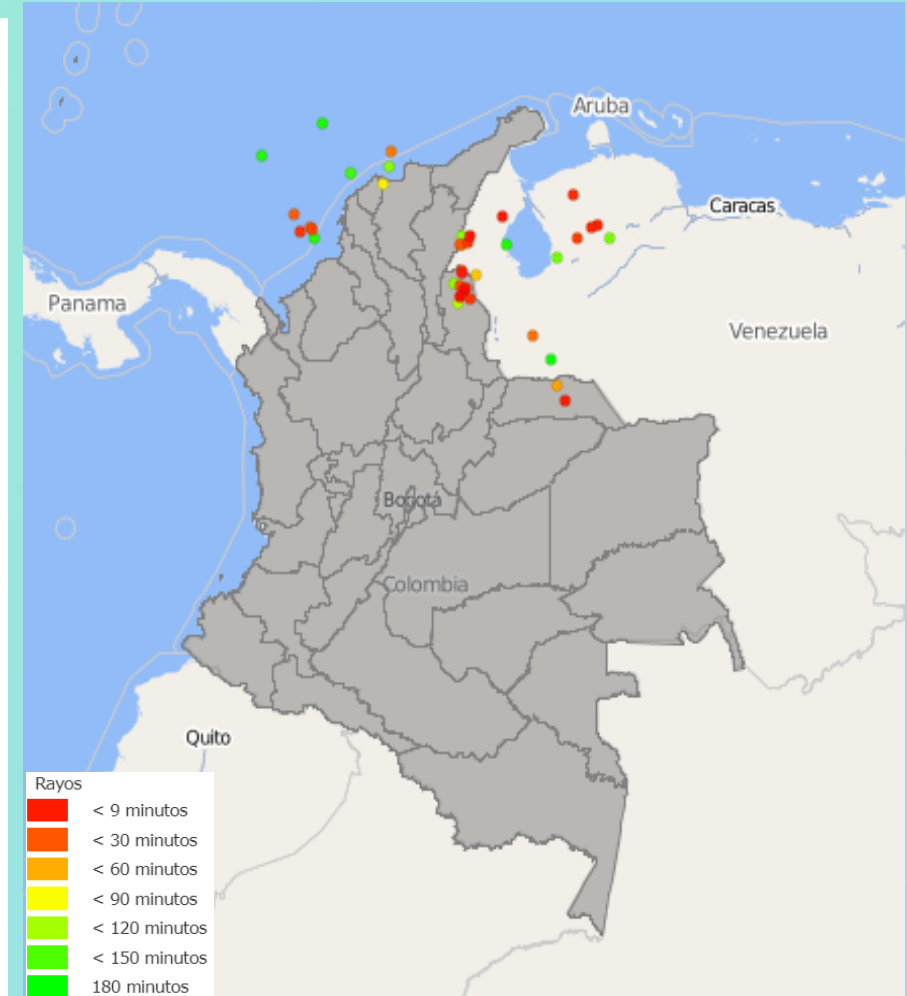 Aruba
Caracas
Panama
Venezuela
Bogotá
Colombia
Quito
Rayos
< 9 minutos
< 30 minutos
< 60 minutos
< 90 minutos
< 120 minutos
< 150 minutos
180 minutos